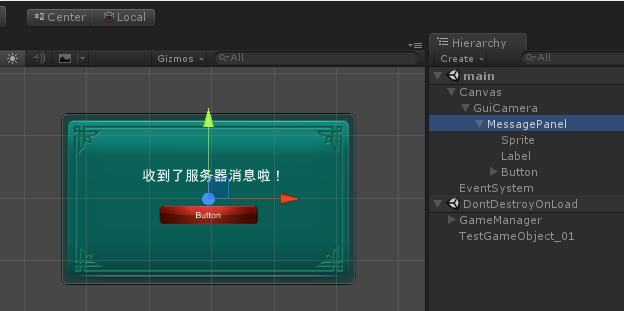 Center Local
Hierarchy
Gizmos All
Create All
main
Canvas
GuiCamera
MessagePanel
Sprite
Label
Button
EventSystem
DontDestroyOnLoad
GameManager
TestGameObject_01
收到了服务器消息啦！
Button